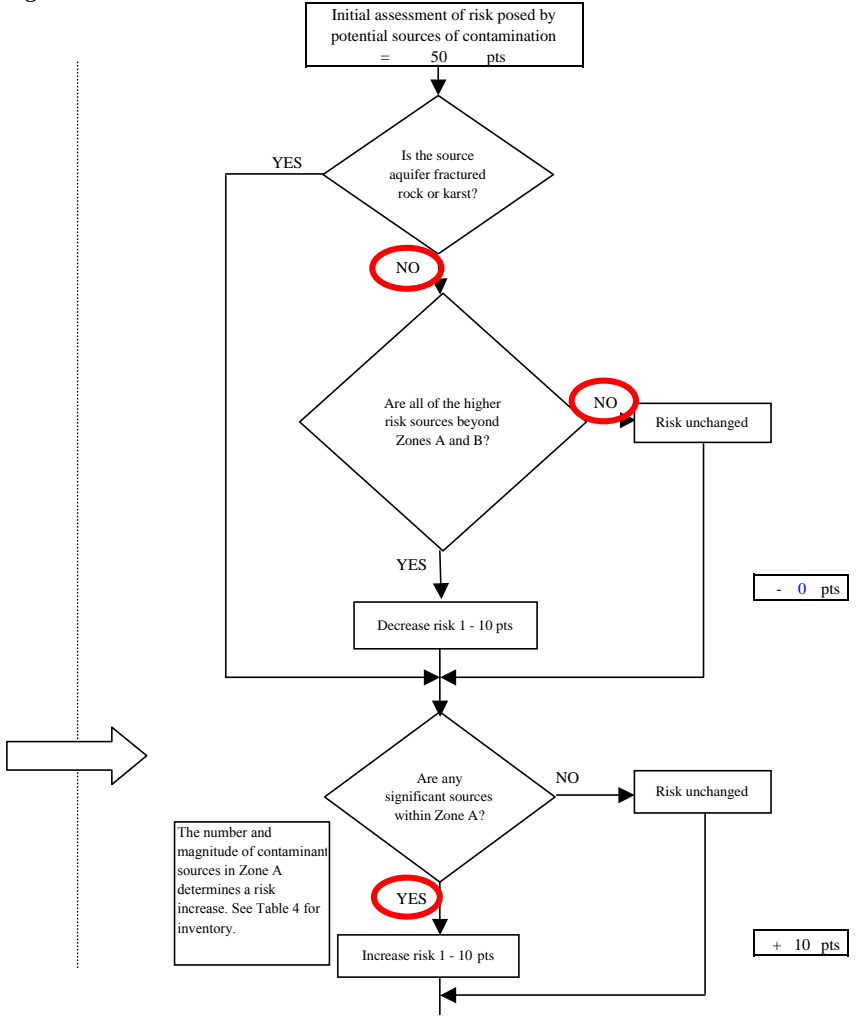 Initial assessment of risk posed by
potential sources of contamination
= 50 pts
YES
Is the source
aquifer fractured
rock or karst?
NO
Are all of the higher
risk sources beyond
Zones A and B?
NO
Risk unchanged
YES
- 0 pts
Decrease risk 1 - 10 pts
Are any
significant sources
within Zone A?
NO
Risk unchanged
The number and
magnitude of contaminant
sources in Zone A
determines a risk
increase. See Table 4 for
inventory.
YES
+ 10 pts
Increase risk 1 - 10 pts